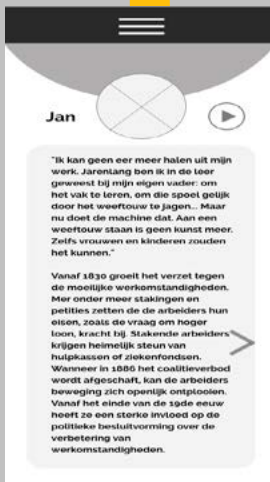 Jan
"Ik kan geen eer meer halen uit mijn
werk. Jarenlang ben ik in de leer
geweest bij mijn eigen vader: om
het vak te leren, om die spoel gelijk
door het weeftouw te jagen... Maar
nu doet de machine dat. Aan een
weeftouw staan is geen kunst meer.
Zelfs vrouwen en kinderen zouden
het kunnen."
Vanaf 1830 groeit het verzet tegen
de moeilijke werkomstandigheden.
Mer onder meer stakingen en
petities zetten de de arbeiders hun
eisen, zoals de vraag om hoger
loon, kracht bij. Stakende arbeiders
krijgen heimelijk steun van
hulpkassen of ziekenfondsen.
Wanneer in 1886 het coalitieverbod
wordt afgeschaft, kan de arbeiders
beweging zich openlijk ontplooien.
Vanaf het einde van de 19de eeuw
heeft ze een sterke invloed op de
politieke besluitvorming over de
verbetering van
werkomstandigheden.